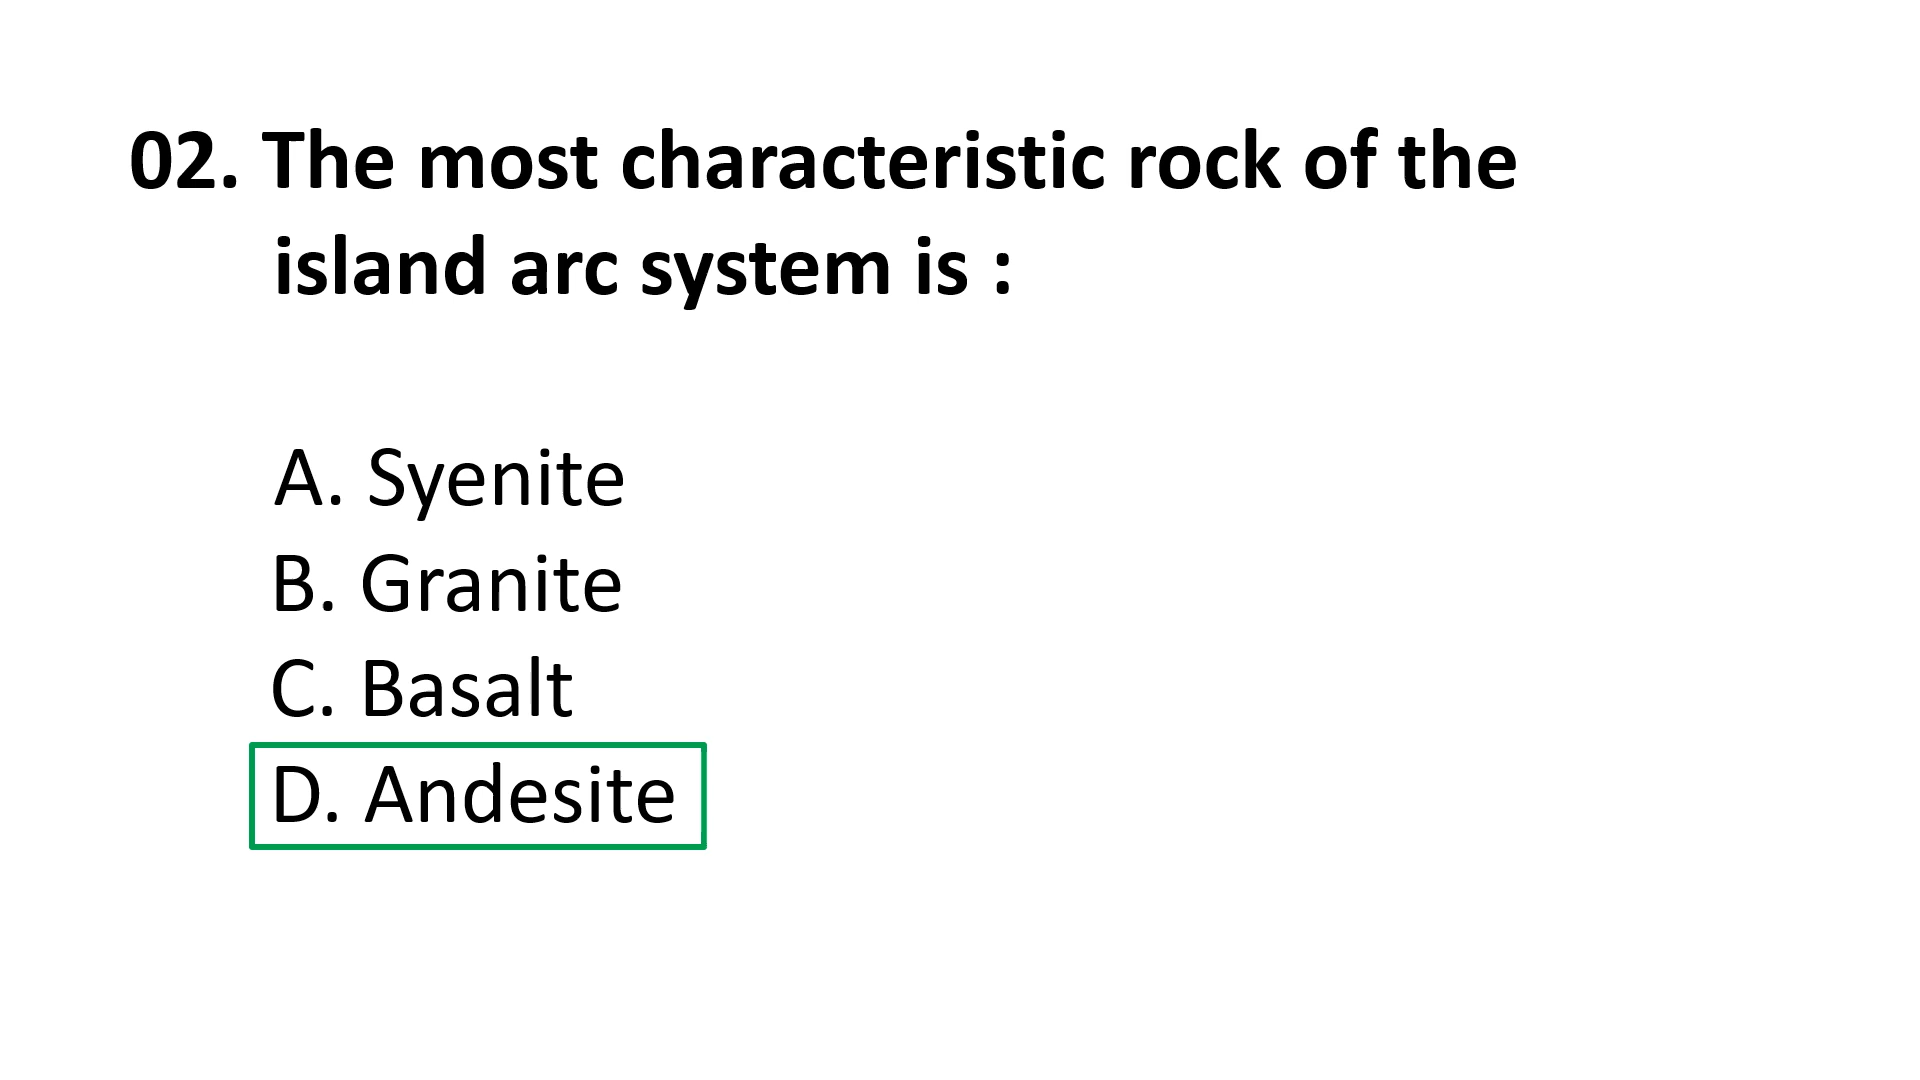 02. The most characteristic rock of the
island arc system is :
A. Syenite
B. Granite
C. Basalt
D. Andesite